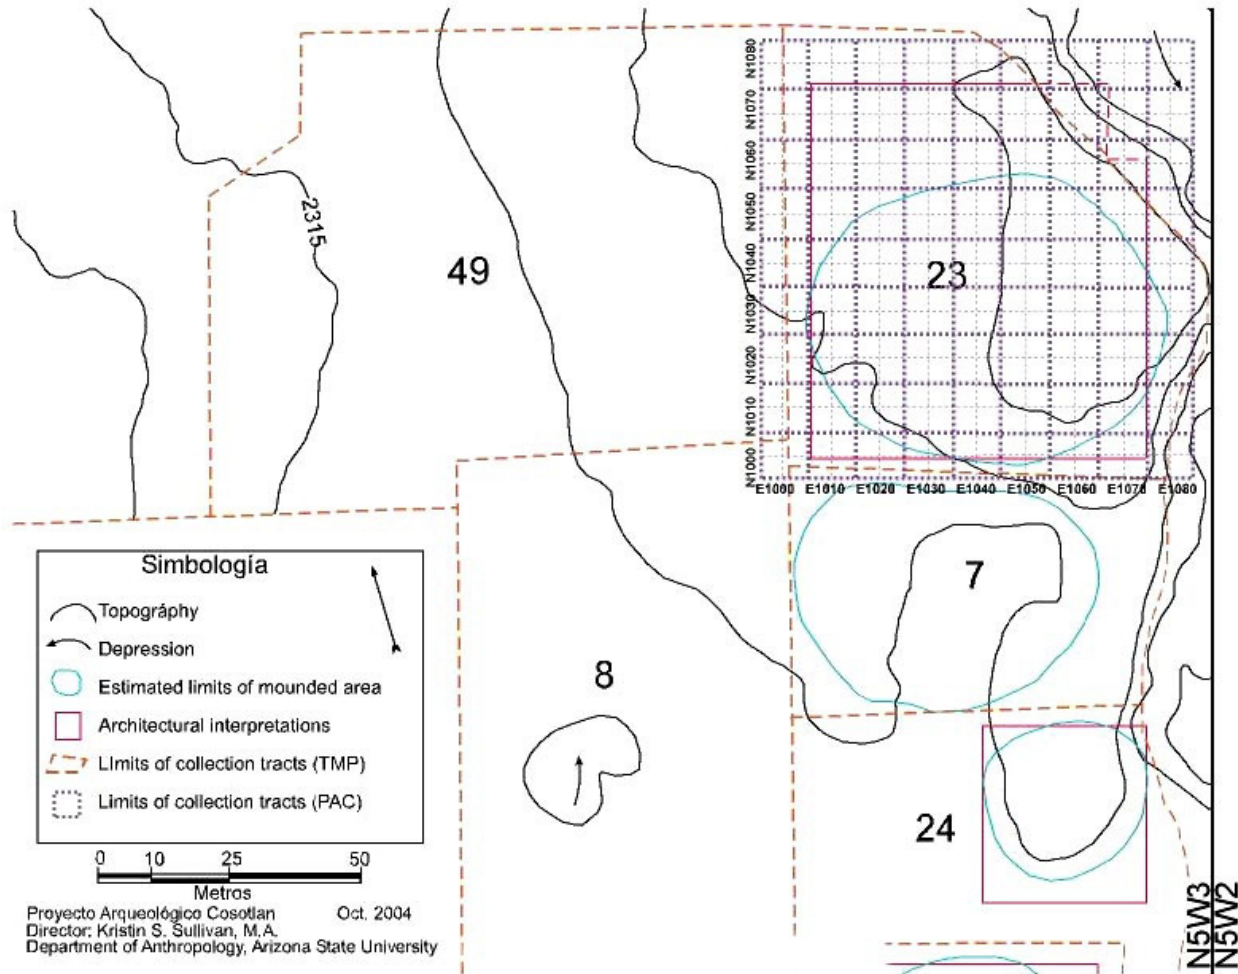 N1080
N1070
N1060
N1050
N1040
N1030
N1020
N1010
N1000
E1000 E1010 E1020 E1030 E1040 E1050 E1060 E1070 E1080
2315
49
23
7
8
24
Simbología
Topográphy
Depression
Estimated limits of mounded area
Architectural interpretations
LImits of collection tracts (TMP)
Limits of collection tracts (PAC)
0 10 25 50
Metros
Proyecto Arqueológico Cosotlan Oct. 2004
Director: Kristin S. Sullivan, M.A.
Department of Anthropology, Arizona State University
N5W3
N5W2